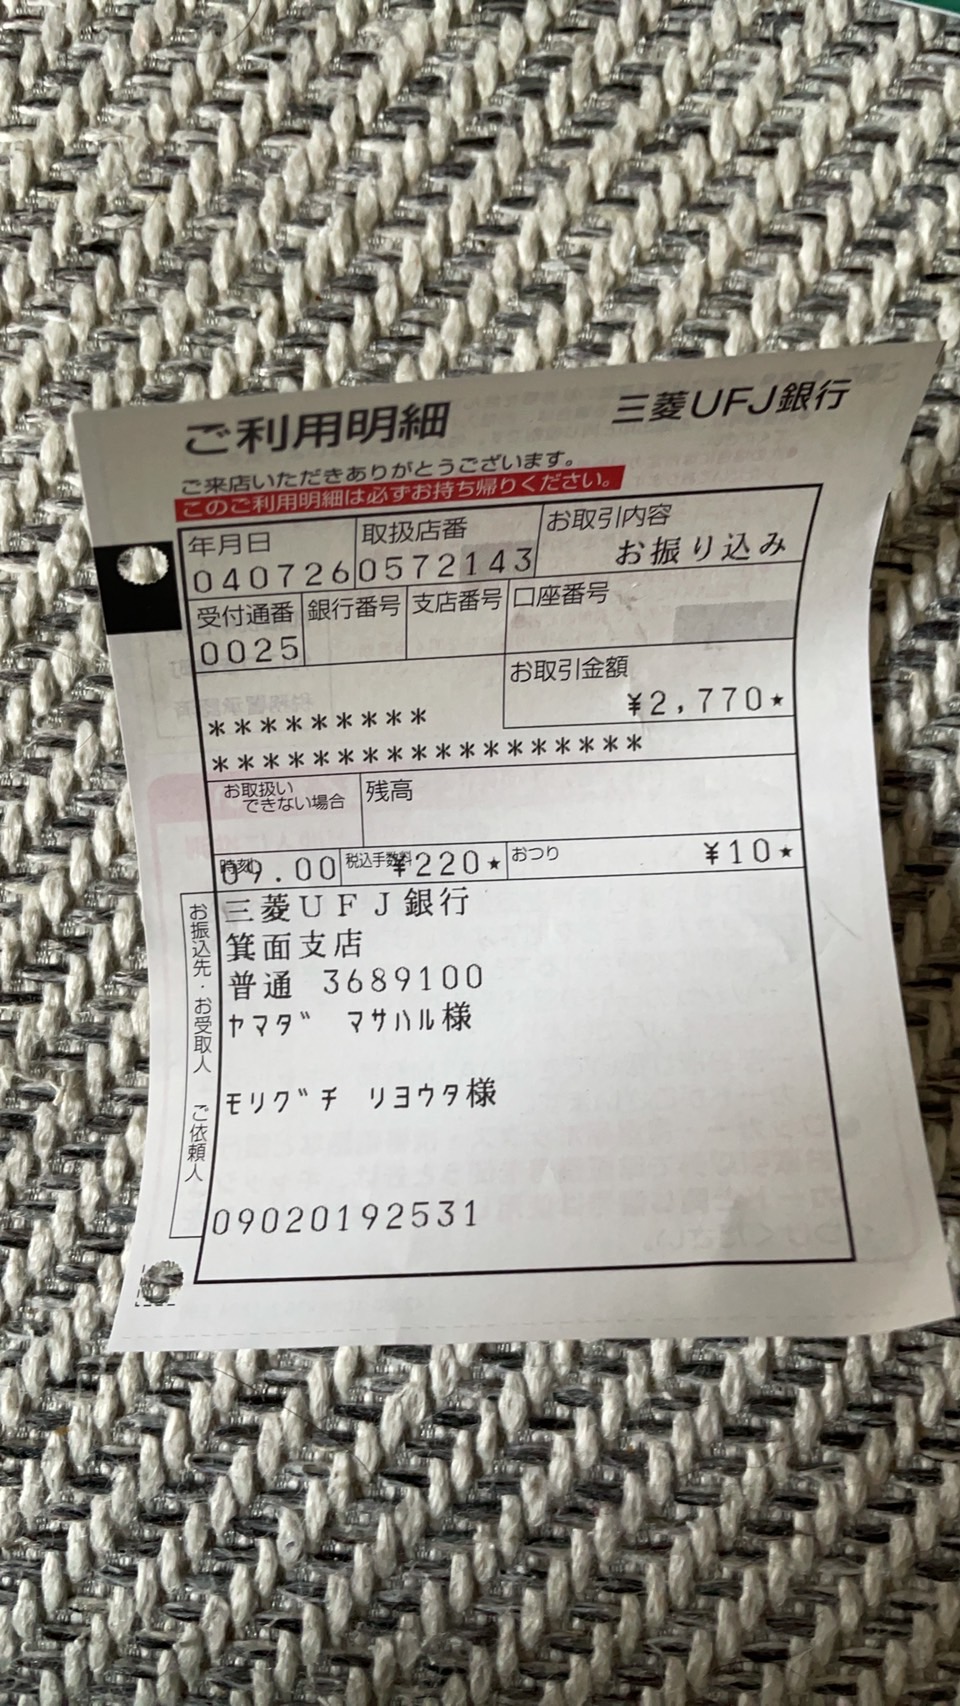 ご利用明細
三菱UFJ銀行
ご来店いただきありがとうございます。
このご利用明細は必ずお持ち帰りください。
年月日 取扱店番 お取引内容
040726 0572143 お振り込み
受付通番 銀行番号 支店番号 口座番号
0025
お取引金額
¥2,770★
*********
******************
お取扱い
できない場合
残高
時刻 税込手数料 おつり
09.00 ¥220★ ¥10★
お振込先・お受取人 ご依頼人
三菱UFJ銀行
箕面支店
普通 3689100
ヤマダ マサハル様
モリグチ リヨウタ様
09020192531